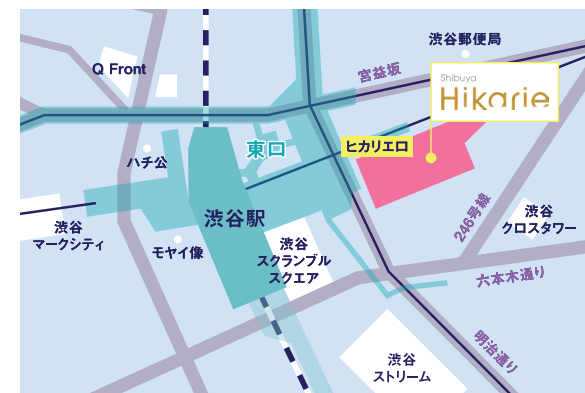 渋谷郵便局
Q Front
宮益坂
Shibuya
Hikarie
東口
ヒカリエ口
ハチ公
渋谷駅
246号線
渋谷
クロスタワー
渋谷
マークシティ
モヤイ像
渋谷
スクランブル
スクエア
六本木通り
明治通り
渋谷
ストリーム